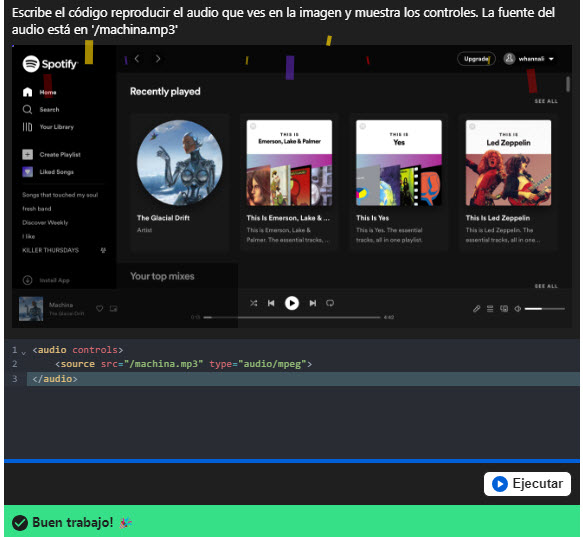 Escribe el código reproducir el audio que ves en la imagen y muestra los controles. La fuente del
audio está en '/machina.mp3'
Spotify
Upgrade
whannali
Home
Search
Your Library
Create Playlist
Liked Songs
Songs that touched my soul
fresh band
Discover Weekly
I like
KILLER THURSDAYS
Install App
Recently played
SEE ALL
The Glacial Drift
Artist
THIS IS
Emerson, Lake & Palmer
This Is Emerson, Lake & ...
This is Emerson, Lake &
Palmer. The essential tracks, ...
THIS IS
Yes
This Is Yes
This is Yes. The essential
tracks, all in one playlist.
THIS IS
Led Zeppelin
This Is Led Zeppelin
This is Led Zeppelin. The
essential tracks, all in one...
Your top mixes
SEE ALL
Machina
The Glacial Drift
0:13
4:40
1 <audio controls>
2 <source src="/machina.mp3" type="audio/mpeg">
3 </audio>
Ejecutar
Buen trabajo!